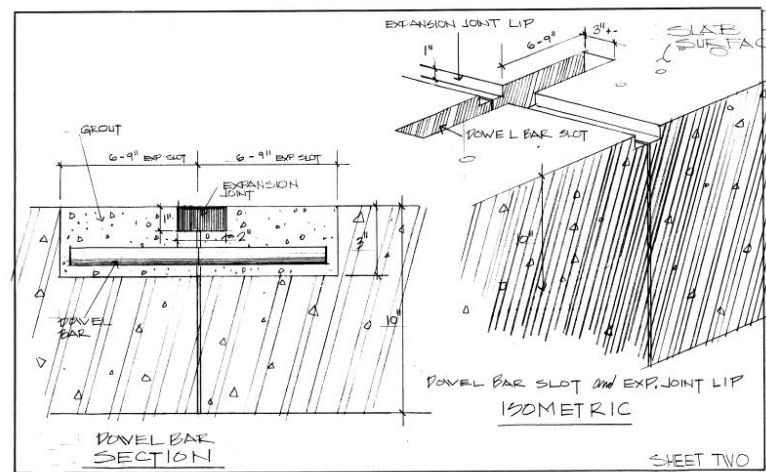 EXPANSION JOINT LIP
6-9"
3"+-
SLAB
SURFAC
1"
DOWEL BAR SLOT
10"
DOWEL BAR SLOT and EXP. JOINT LIP
ISOMETRIC
GROUT
6-9" EXP SLOT
6-9" EXP SLOT
EXPANSION
JOINT
1"
2"
3"
10"
DOWEL
BAR
DOWEL BAR
SECTION
SHEET TWO